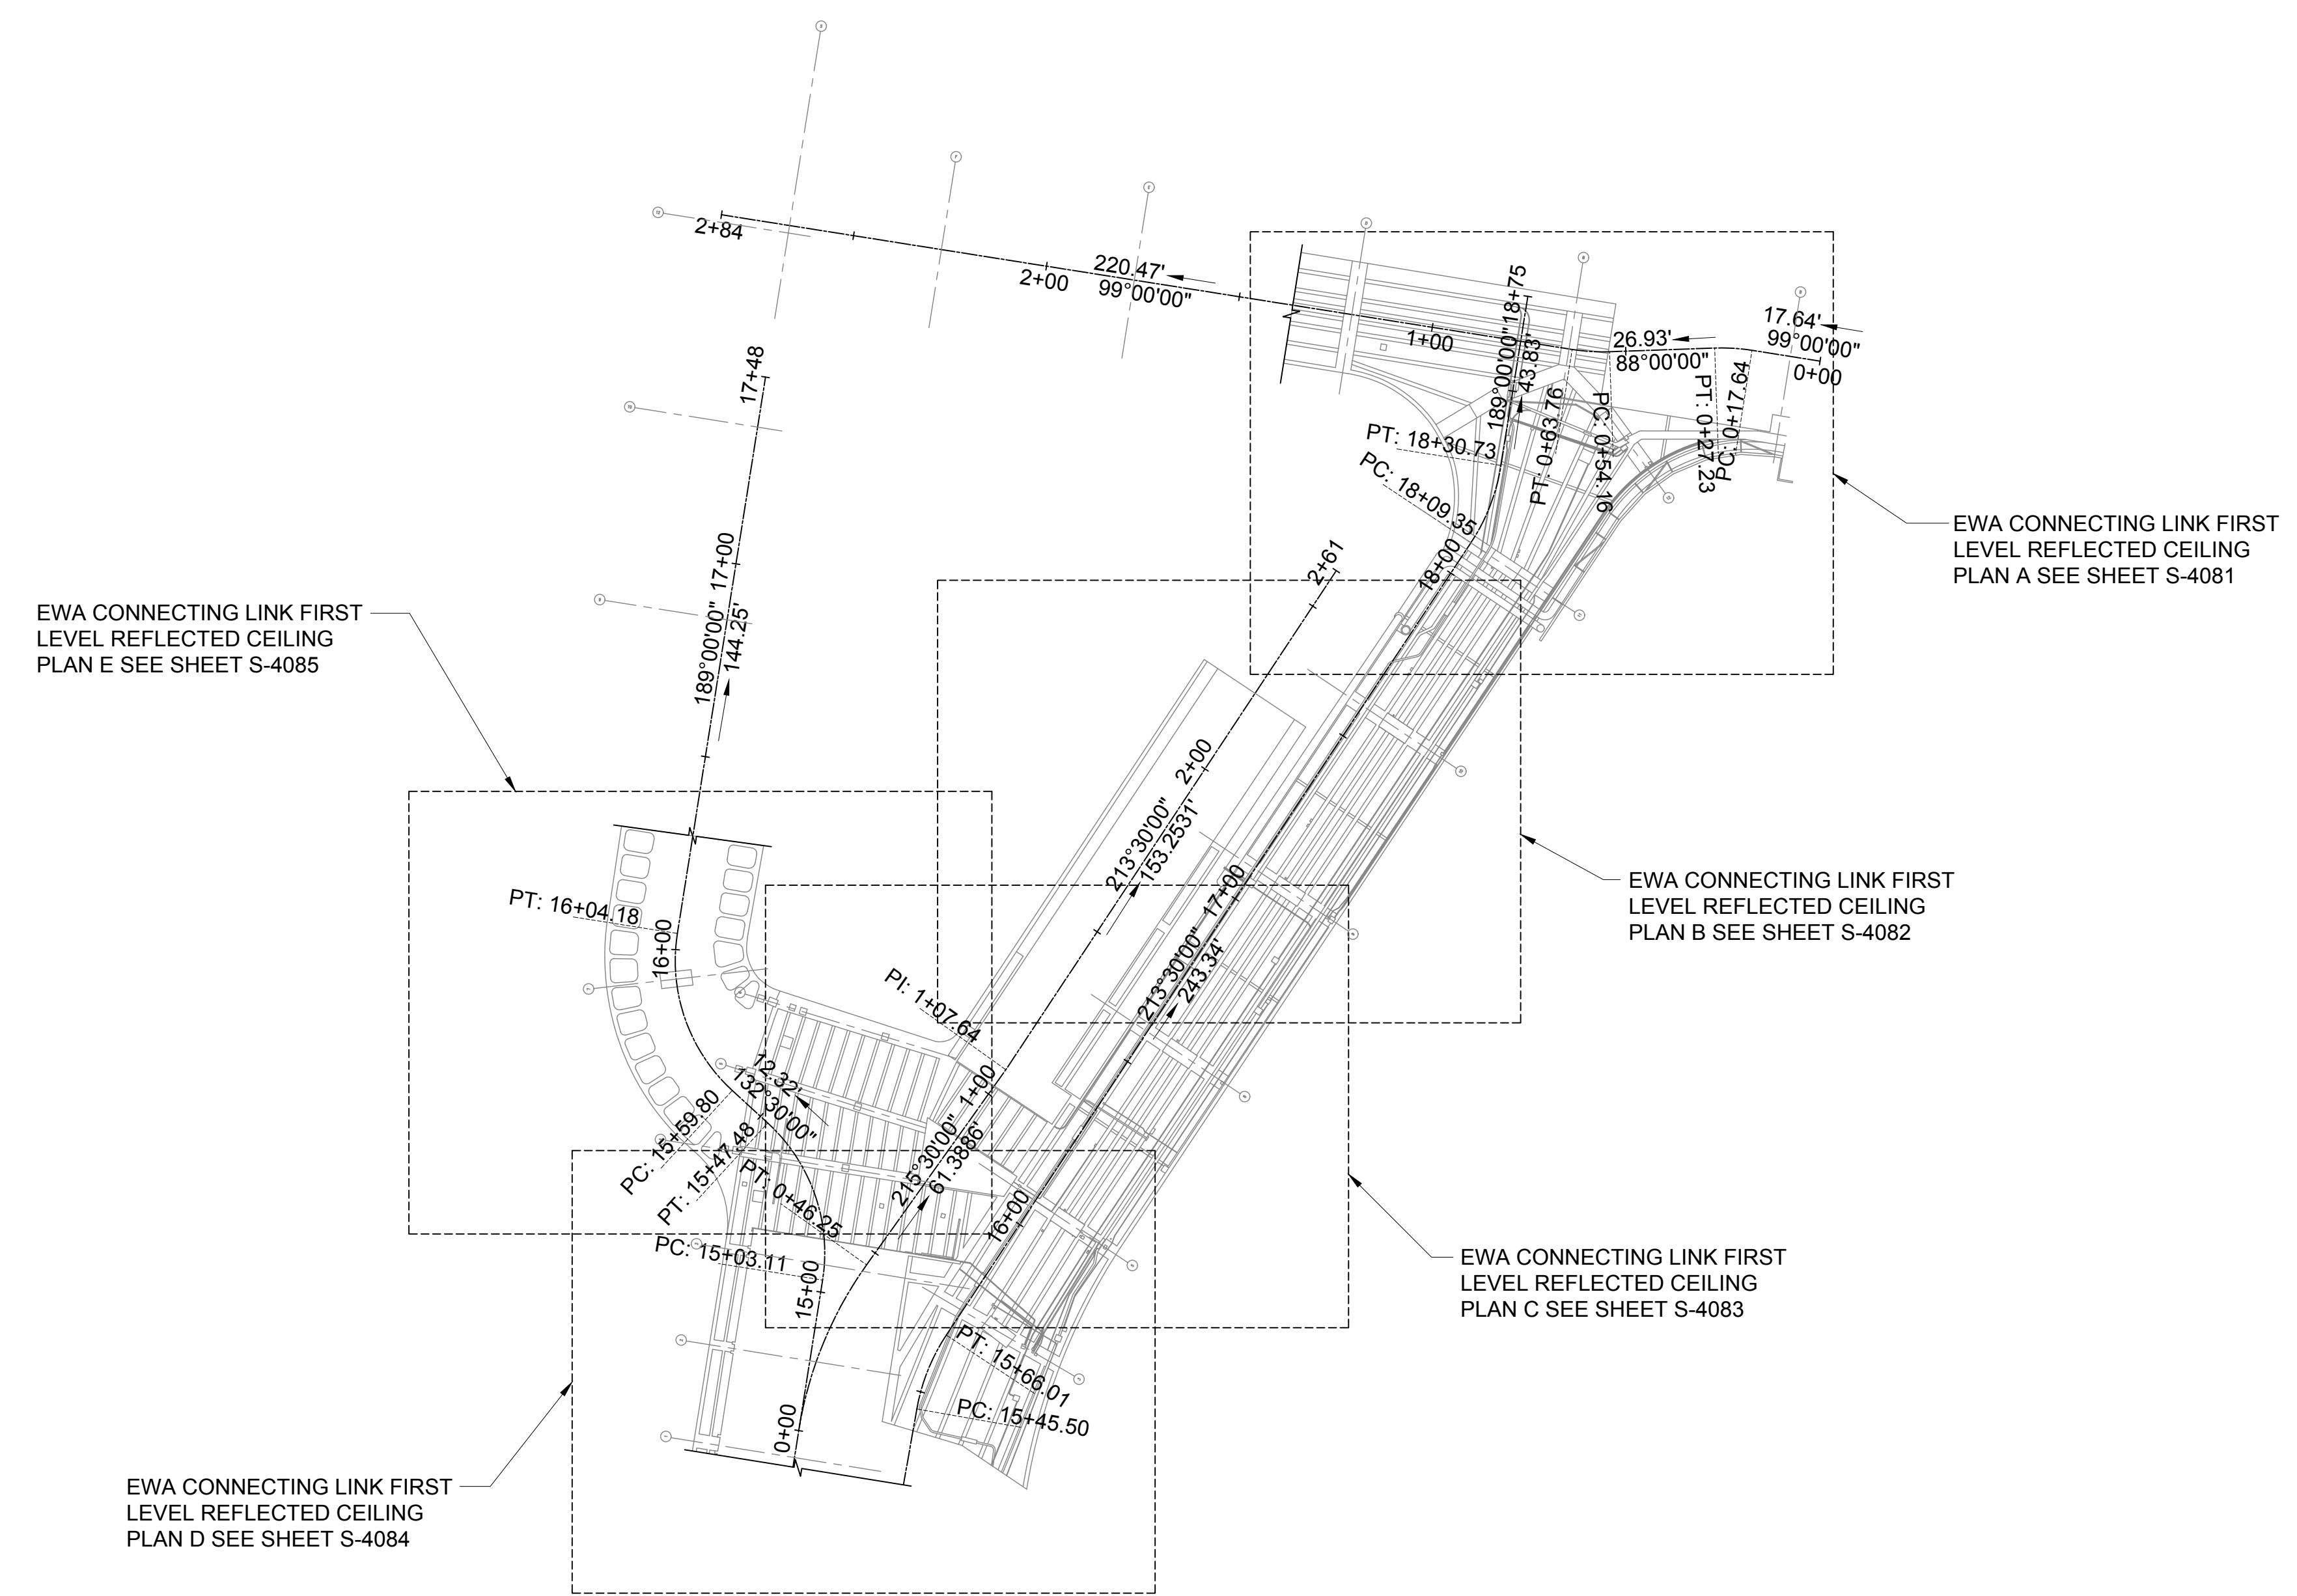 2+84
2+00
220.47'
99°00'00"
1+00
18+75
189°00'00"
43.83'
26.93'
88°00'00"
17.64'
99°00'00"
0+00
PT: 18+30.73
PC: 18+09.35
PT: 0+63.76
PC: 0+54.16
PT: 0+27.23
PC: 0+17.64
17+48
17+00
189°00'00"
144.25'
18+00
2+61
EWA CONNECTING LINK FIRST
LEVEL REFLECTED CEILING
PLAN A SEE SHEET S-4081
EWA CONNECTING LINK FIRST
LEVEL REFLECTED CEILING
PLAN E SEE SHEET S-4085
2+00
213°30'00"
153.2531'
17+00
213°30'00"
243.34'
EWA CONNECTING LINK FIRST
LEVEL REFLECTED CEILING
PLAN B SEE SHEET S-4082
PT: 16+04.18
16+00
PI: 1+07.64
1+00
12.32'
132°30'00"
PC: 15+59.80
PT: 15+47.48
PT: 0+46.25
215°30'00"
61.3886'
PC: 15+03.11
15+00
16+00
EWA CONNECTING LINK FIRST
LEVEL REFLECTED CEILING
PLAN C SEE SHEET S-4083
PT: 15+66.01
PC: 15+45.50
0+00
EWA CONNECTING LINK FIRST
LEVEL REFLECTED CEILING
PLAN D SEE SHEET S-4084